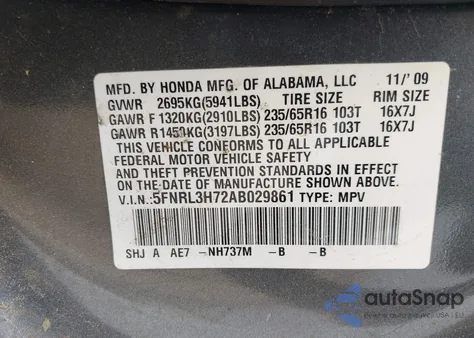 MFD. BY HONDA MFG. OF ALABAMA, LLC 11/'09
GVWR 2695KG(5941LBS) TIRE SIZE RIM SIZE
GAWR F 1320KG(2910LBS) 235/65R16 103T 16X7J
GAWR R 1450KG(3197LBS) 235/65R16 103T 16X7J
THIS VEHICLE CONFORMS TO ALL APPLICABLE
FEDERAL MOTOR VEHICLE SAFETY
AND THEFT PREVENTION STANDARDS IN EFFECT
ON THE DATE OF MANUFACTURE SHOWN ABOVE.
V.I.N.:5FNRL3H72AB029861 TYPE: MPV
SHJ A AE7 -NH737M -B -B
autoSnap